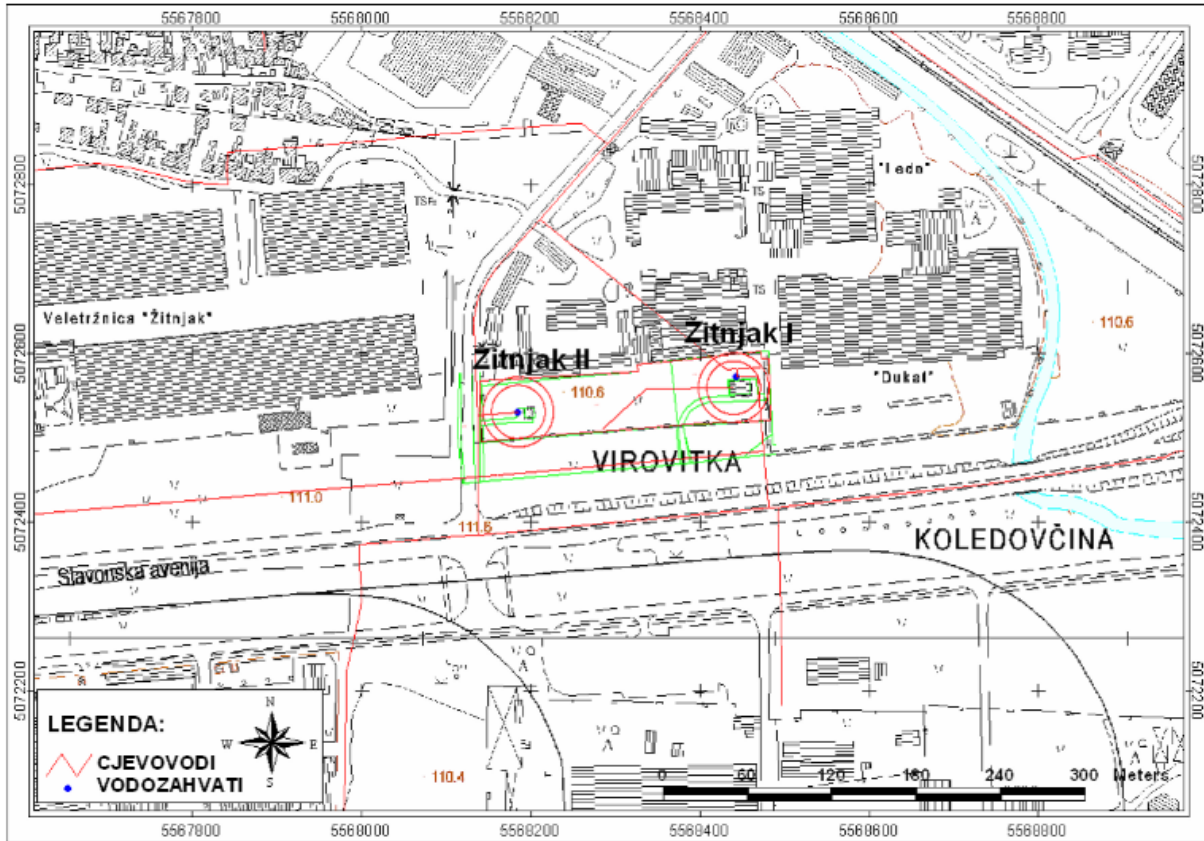 5567800 5568000 5568200 5568400 5568600 5568800
5072800 5072800
"Ledo"
TS
TS
Veletržnica "Žitnjak"
110.6
5072600 5072600
Žitnjak I
Žitnjak II
"Dukat"
110.6
VIROVITKA
111.0
111.6
5072400 5072400
KOLEDOVČINA
Slavonska avenija
5072200 5072200
LEGENDA:
N
W E
S
CJEVOVODI
VODOZAHVATI
110.4
0 60 120 180 240 300 Meters
5567800 5568000 5568200 5568400 5568600 5568800